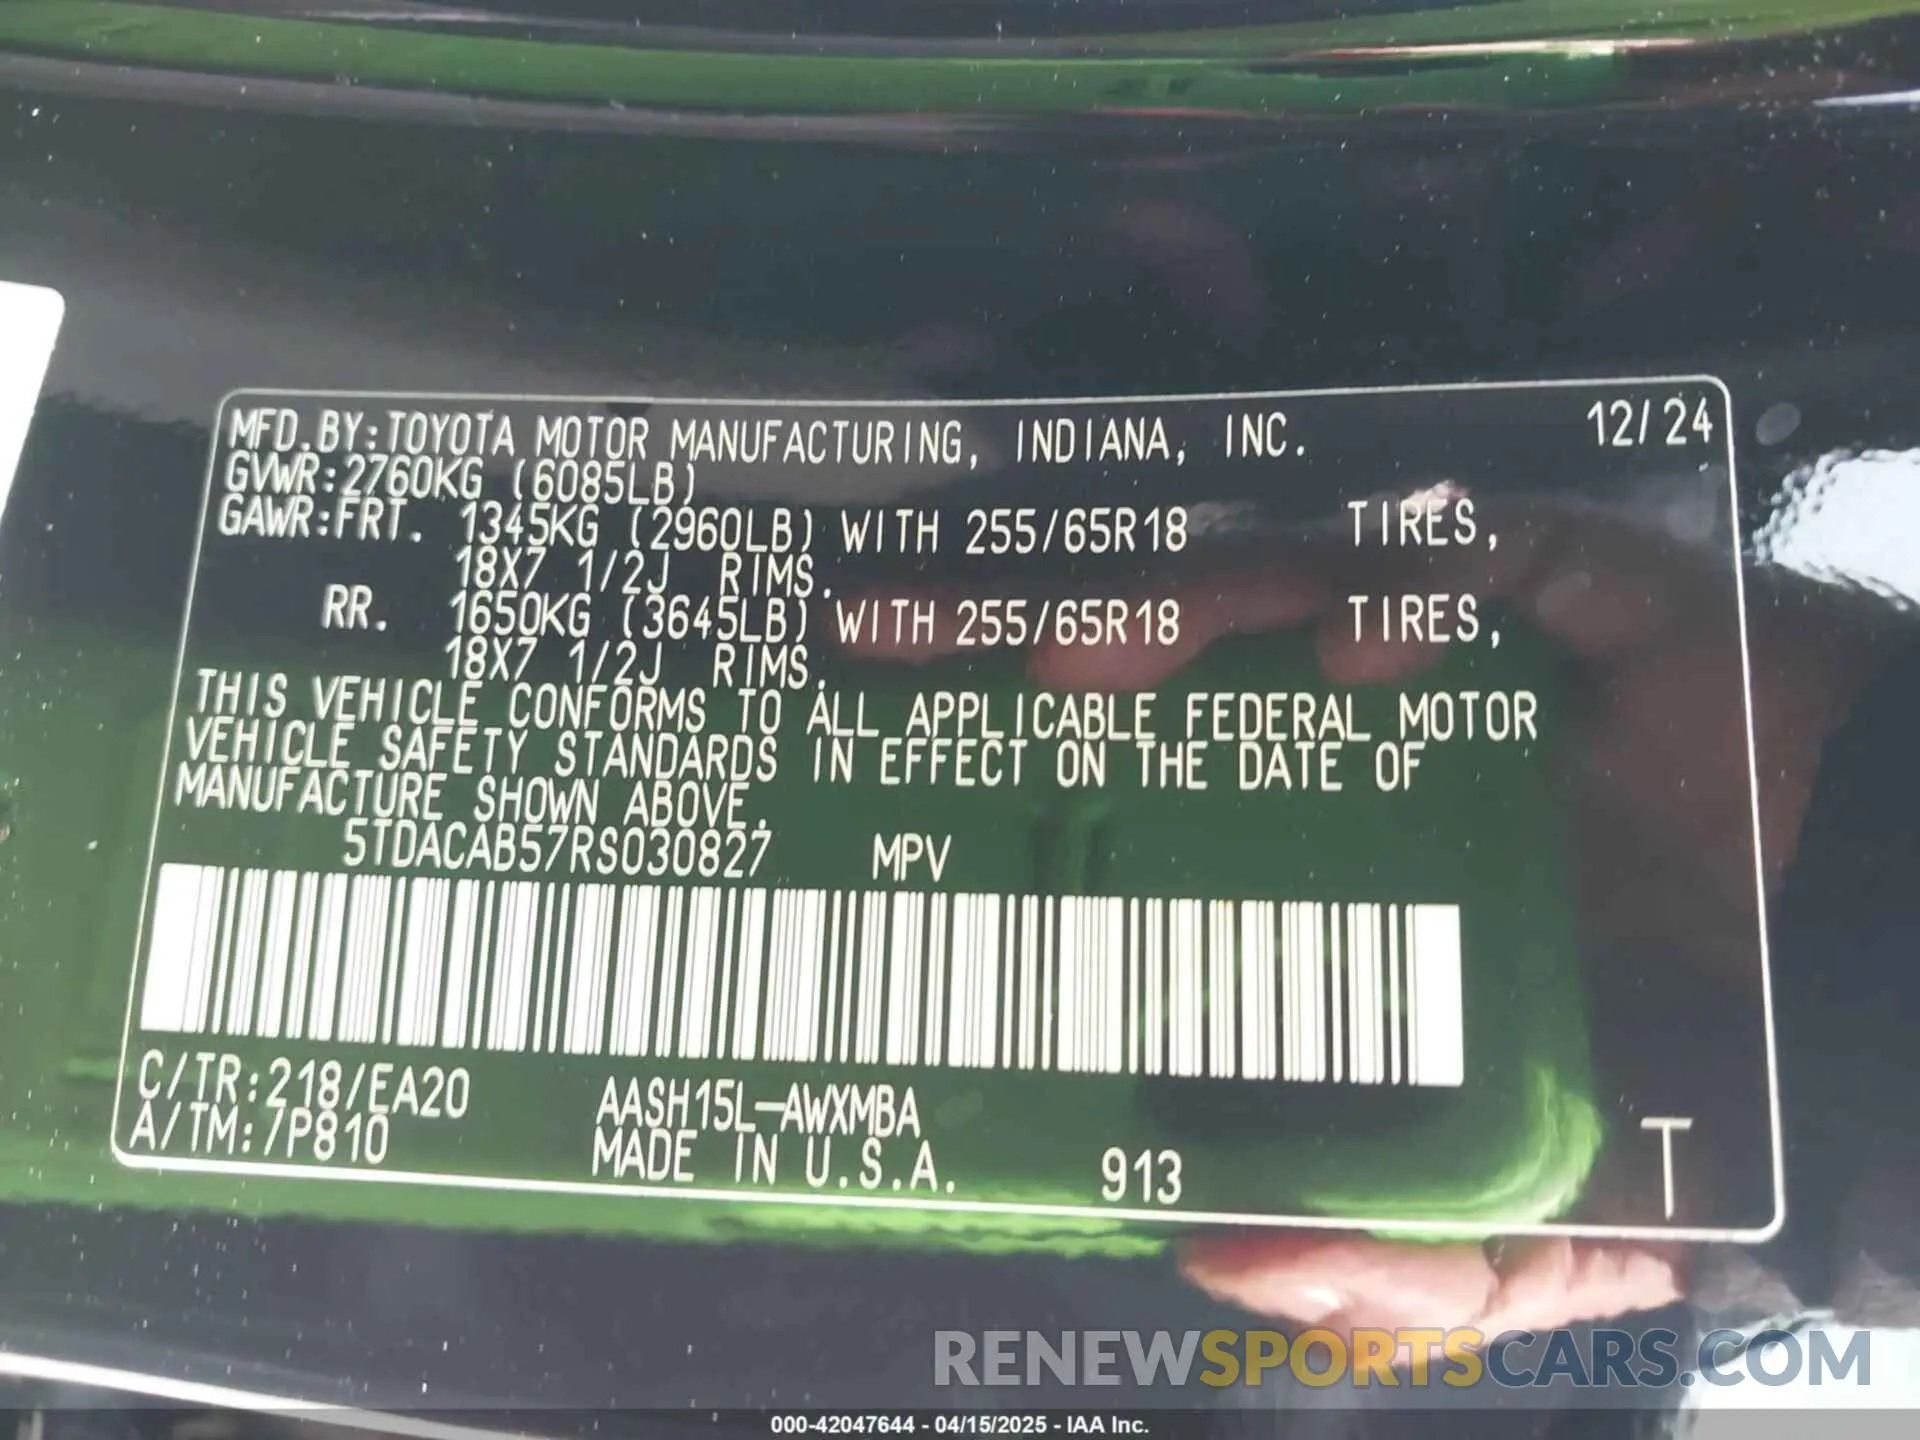 MFD.BY:TOYOTA MOTOR MANUFACTURING, INDIANA, INC. 12/24
GVWR:2760KG (6085LB)
GAWR:FRT. 1345KG (2960LB) WITH 255/65R18 TIRES,
18X7 1/2J RIMS.
RR. 1650KG (3645LB) WITH 255/65R18 TIRES,
18X7 1/2J RIMS.
THIS VEHICLE CONFORMS TO ALL APPLICABLE FEDERAL MOTOR
VEHICLE SAFETY STANDARDS IN EFFECT ON THE DATE OF
MANUFACTURE SHOWN ABOVE.
5TDACAB57RS030827 MPV
C/TR:218/EA20 AASH15L-AWXMBA
A/TM:7P810 MADE IN U.S.A. 913 T
RENEWSPORTSCARS.COM
000-42047644 - 04/15/2025 - IAA Inc.